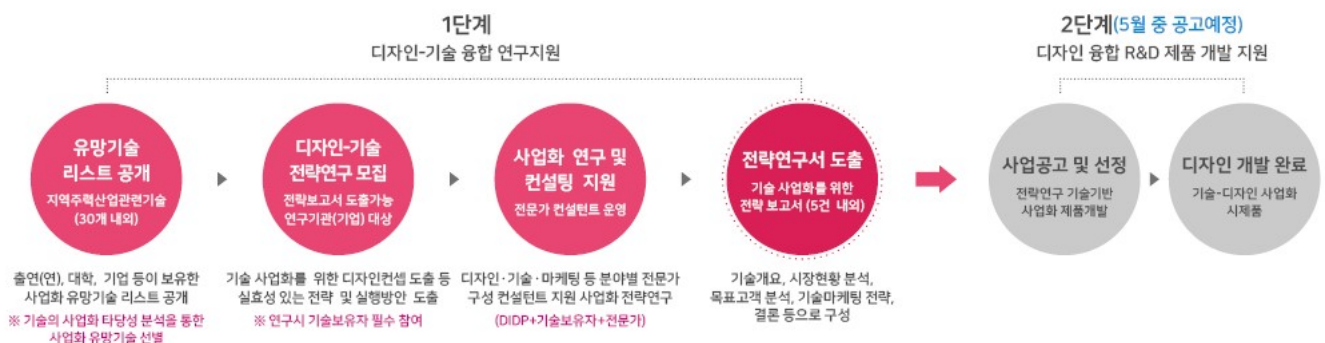 1단계
디자인-기술 융합 연구지원
2단계(5월 중 공고예정)
디자인 융합 R&D 제품 개발 지원
유망기술
리스트 공개
지역주력산업관련기술
(30개 내외)
디자인-기술
전략연구 모집
전략보고서 도출가능
연구기관(기업) 대상
사업화 연구 및
컨설팅 지원
전문가 컨설턴트 운영
전략연구서 도출
기술 사업화를 위한
전략 보고서 (5건 내외)
사업공고 및 선정
전략연구 기술기반
사업화 제품개발
디자인 개발 완료
기술-디자인 사업화
시제품
출연(연), 대학, 기업 등이 보유한
사업화 유망기술 리스트 공개
※ 기술의 사업화 타당성 분석을 통한
사업화 유망기술 선별
기술 사업화를 위한 디자인컨셉 도출 등
실효성 있는 전략 및 실행방안 도출
※ 연구시 기술보유자 필수 참여
디자인·기술·마케팅 등 분야별 전문가
구성 컨설턴트 지원 사업화 전략연구
(DIDP+기술보유자+전문가)
기술개요, 시장현황 분석,
목표고객 분석, 기술마케팅 전략,
결론 등으로 구성